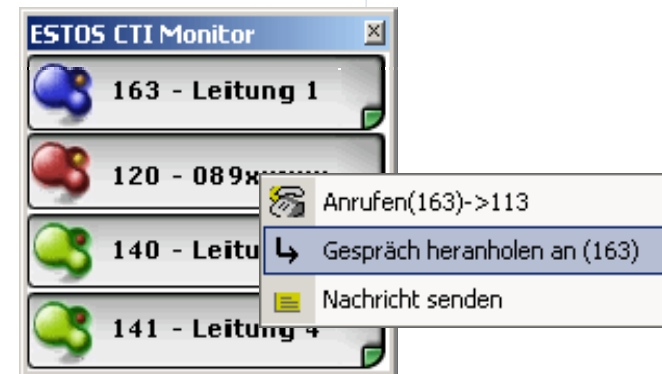 ESTOS CTI Monitor
163 - Leitung 1
120 - 089x
Anrufen(163)->113
140 - Leitu
Gespräch heranholen an (163)
Nachricht senden
141 - Leitung 4